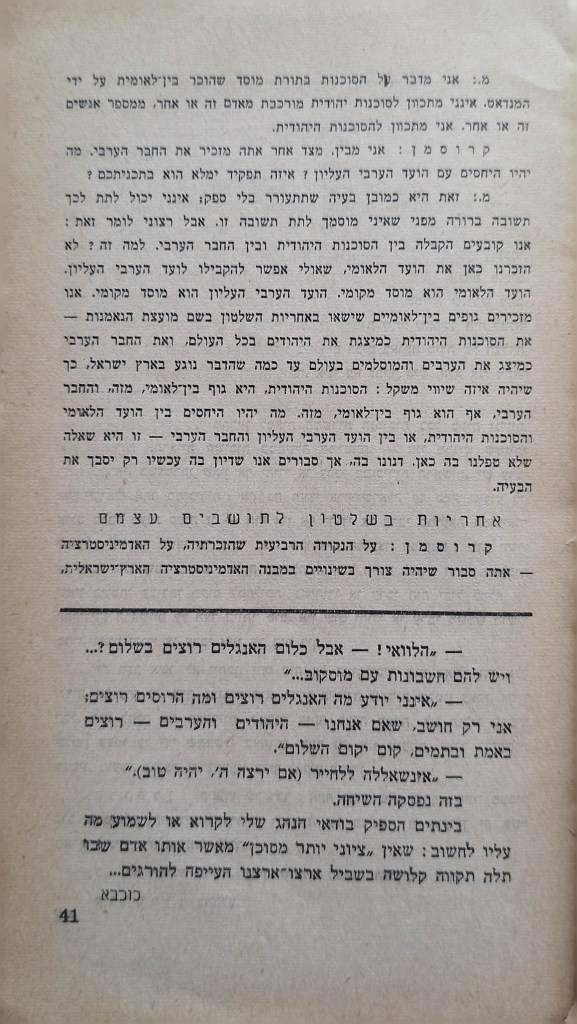 מ.: אני מדבר על הסוכנות בתורת מוסד שהוכר בין־לאומית על ידי
המנדאט. אינני מתכוון לסוכנות יהודית מורכבת מאדם זה או אחר, ממספר אנשים
זה או אחר. אני מתכוון להסוכנות היהודית.
קרוסמן: אני מבין. מצד אחר אתה מזכיר את החבר הערבי. מה
יהיו היחסים עם הועד הערבי העליון? איזה תפקיד ימלא הוא בתכניתכם?
מ.: זאת היא כמובן בעיה שתתעורר בלי ספק; אינני יכול לתת לכך
תשובה ברורה מפני שאיני מוסמך לתת תשובה זו. אבל רצוני לומר זאת:
אנו קובעים הקבלה בין הסוכנות היהודית ובין החבר הערבי. למה זה? לא
הזכרנו כאן את הועד הלאומי, שאולי אפשר להקבילו לועד הערבי העליון.
הועד הלאומי הוא מוסד מקומי. הועד הערבי העליון הוא מוסד מקומי. אנו
מזכירים גופים בין־לאומיים שישאו באחריות השלטון בשם מועצת הנאמנות —
את הסוכנות היהודית כמיצגת את היהודים בכל העולם, ואת החבר הערבי
כמיצג את הערבים והמוסלמים בעולם עד כמה שהדבר נוגע בארץ ישראל, כך
שיהיה איזה שיווי משקל: הסוכנות היהודית, היא גוף בין־לאומי, מזה, והחבר
הערבי, אף הוא גוף בין־לאומי, מזה. מה יהיו היחסים בין הועד הלאומי
והסוכנות היהודית, או בין הועד הערבי העליון והחבר הערבי — זו היא שאלה
שלא טפלנו בה כאן. דנונו בה, אך סבורים אנו שדיון בה עכשיו רק יסבך את
הבעיה.
אחריות בשלטון לתושבים עצמם
קרוסמן: על הנקודה הרביעית שהזכרתיה, על האדמיניסטרציה
— אתה סבור שיהיה צורך בשינויים במבנה האדמיניסטרציה הארץ־ישראלית,
— „הלוואי! — אבל כלום האנגלים רוצים בשלום?...
ויש להם חשבונות עם מוסקוב..."
— „אינני יודע מה האנגלים רוצים ומה הרוסים רוצים;
אני רק חושב, שאם אנחנו — היהודים והערבים — רוצים
באמת ובתמים, קום יקום השלום".
— „אינשאללה ללחייר (אם ירצה ה', יהיה טוב)."
בזה נפסקה השיחה.
בינתים הספיק בודאי הנהג שלי לקרוא או לשמוע מה
עליו לחשוב: שאין „ציוני יותר מסוכן" מאשר אותו אדם שבו
תלה תקווה קלושה בשביל ארצו־ארצנו העייפה להורגים...
כוכבא
41